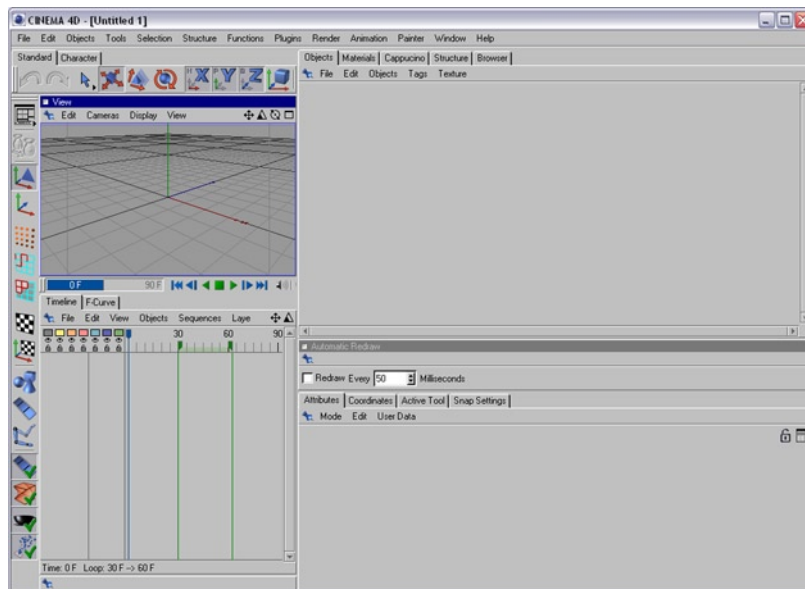 CINEMA 4D - [Untitled 1]
File Edit Objects Tools Selection Structure Functions Plugins Render Animation Painter Window Help
Standard Character
Objects Materials Cappucino Structure Browser
File Edit Objects Tags Texture
X Y Z
View
Edit Cameras Display View
0 F 90 F
Timeline F-Curve
File Edit View Objects Sequences Laye
30 60 90
Automatic Redraw
Redraw Every 50 Milliseconds
Attributes Coordinates Active Tool Snap Settings
Mode Edit User Data
Time: 0 F Loop: 30 F -> 60 F